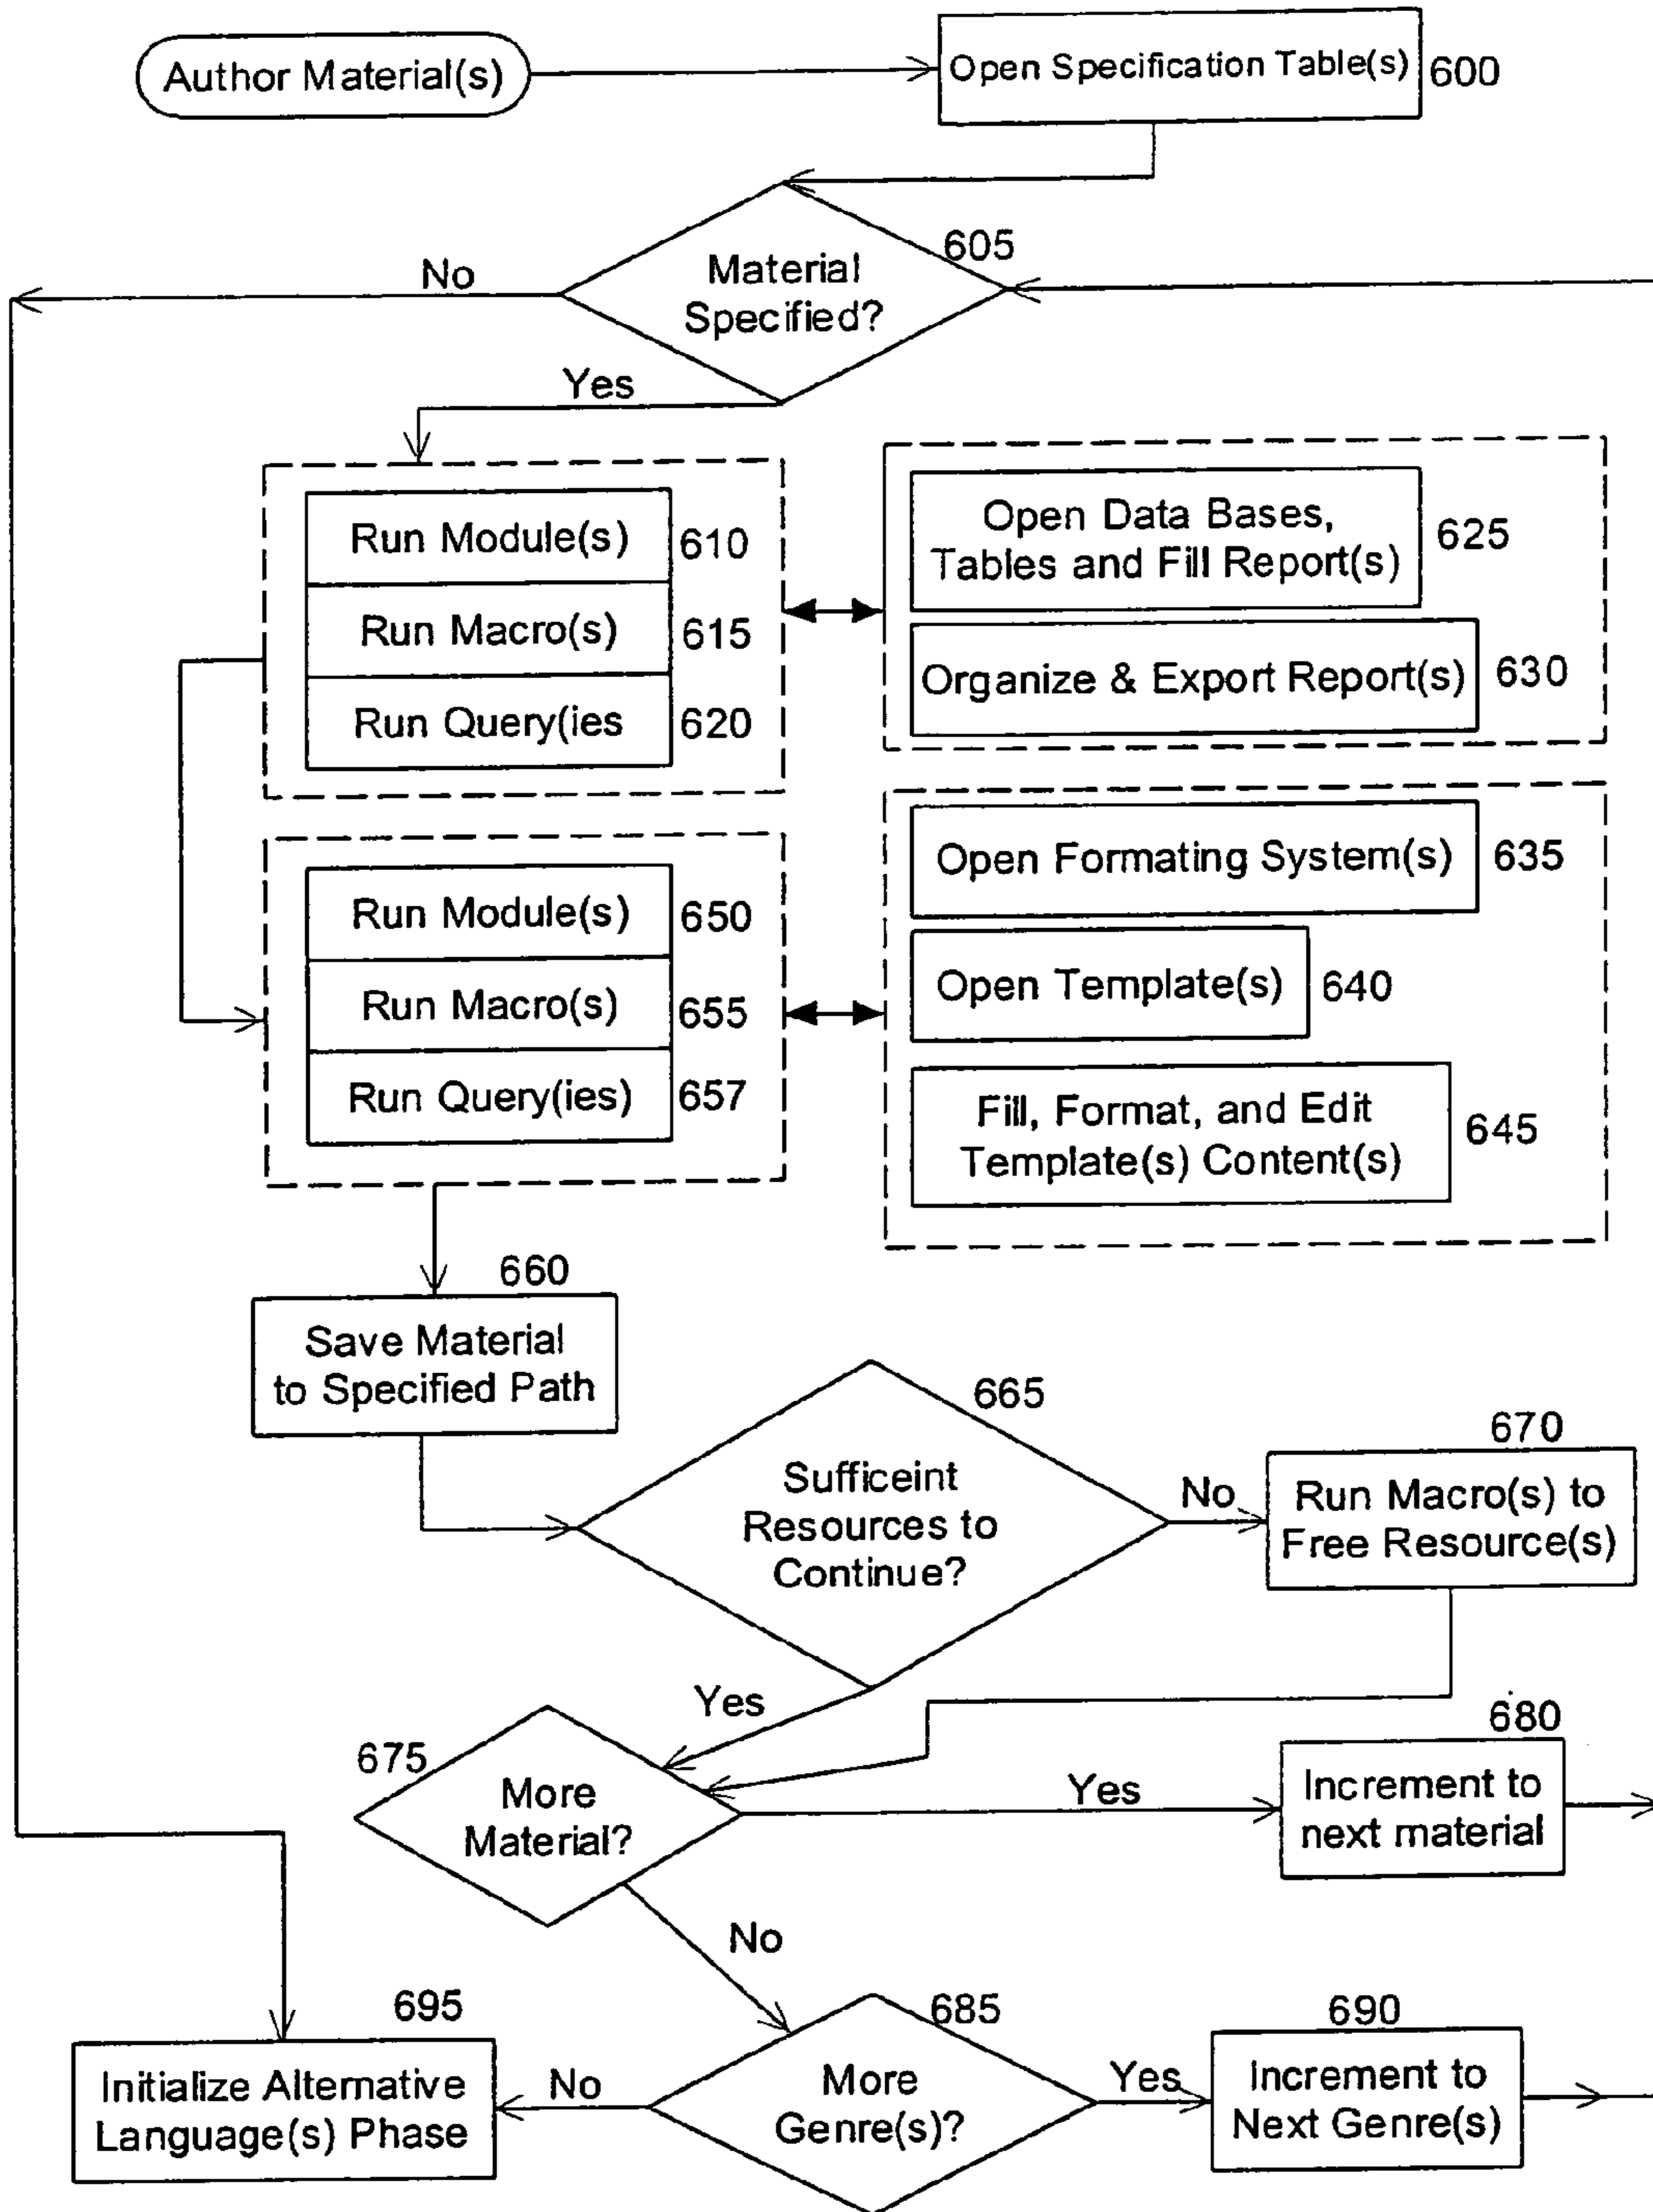 Author Material(s)
Open Specification Table(s)
600
605
Material
Specified?
No
Yes
Run Module(s)
610
Run Macro(s)
615
Run Query(ies
620
Open Data Bases,
Tables and Fill Report(s)
625
Organize & Export Report(s)
630
Open Formating System(s)
635
Open Template(s)
640
Fill, Format, and Edit
Template(s) Content(s)
645
Run Module(s)
650
Run Macro(s)
655
Run Query(ies)
657
660
Save Material
to Specified Path
665
Sufficeint
Resources to
Continue?
No
670
Run Macro(s) to
Free Resource(s)
Yes
675
More
Material?
Yes
680
Increment to
next material
No
685
More
Genre(s)?
Yes
690
Increment to
Next Genre(s)
No
695
Initialize Alternative
Language(s) Phase